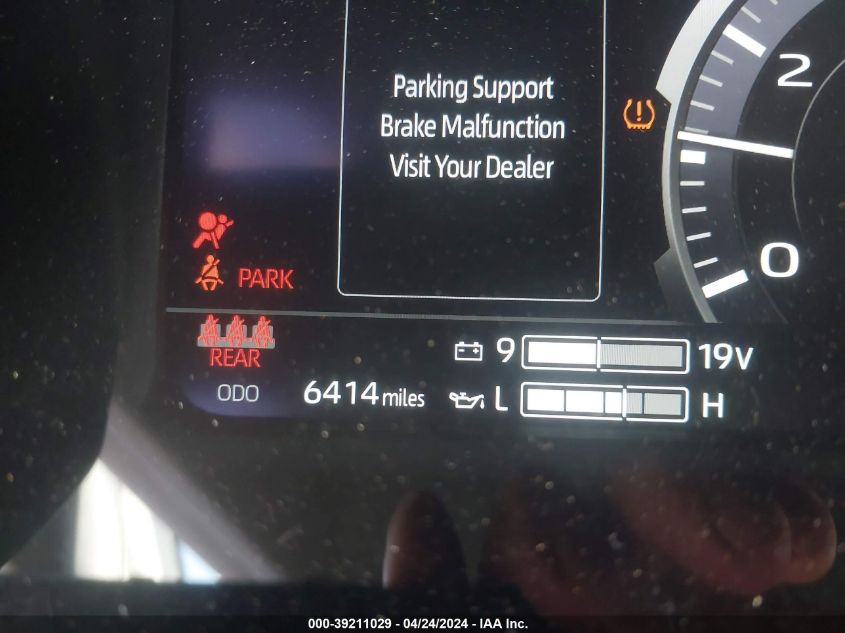 Parking Support
Brake Malfunction
Visit Your Dealer
2
0
PARK
REAR
ODO 6414 miles
9 19V
L H
000-39211029 - 04/24/2024 - IAA Inc.